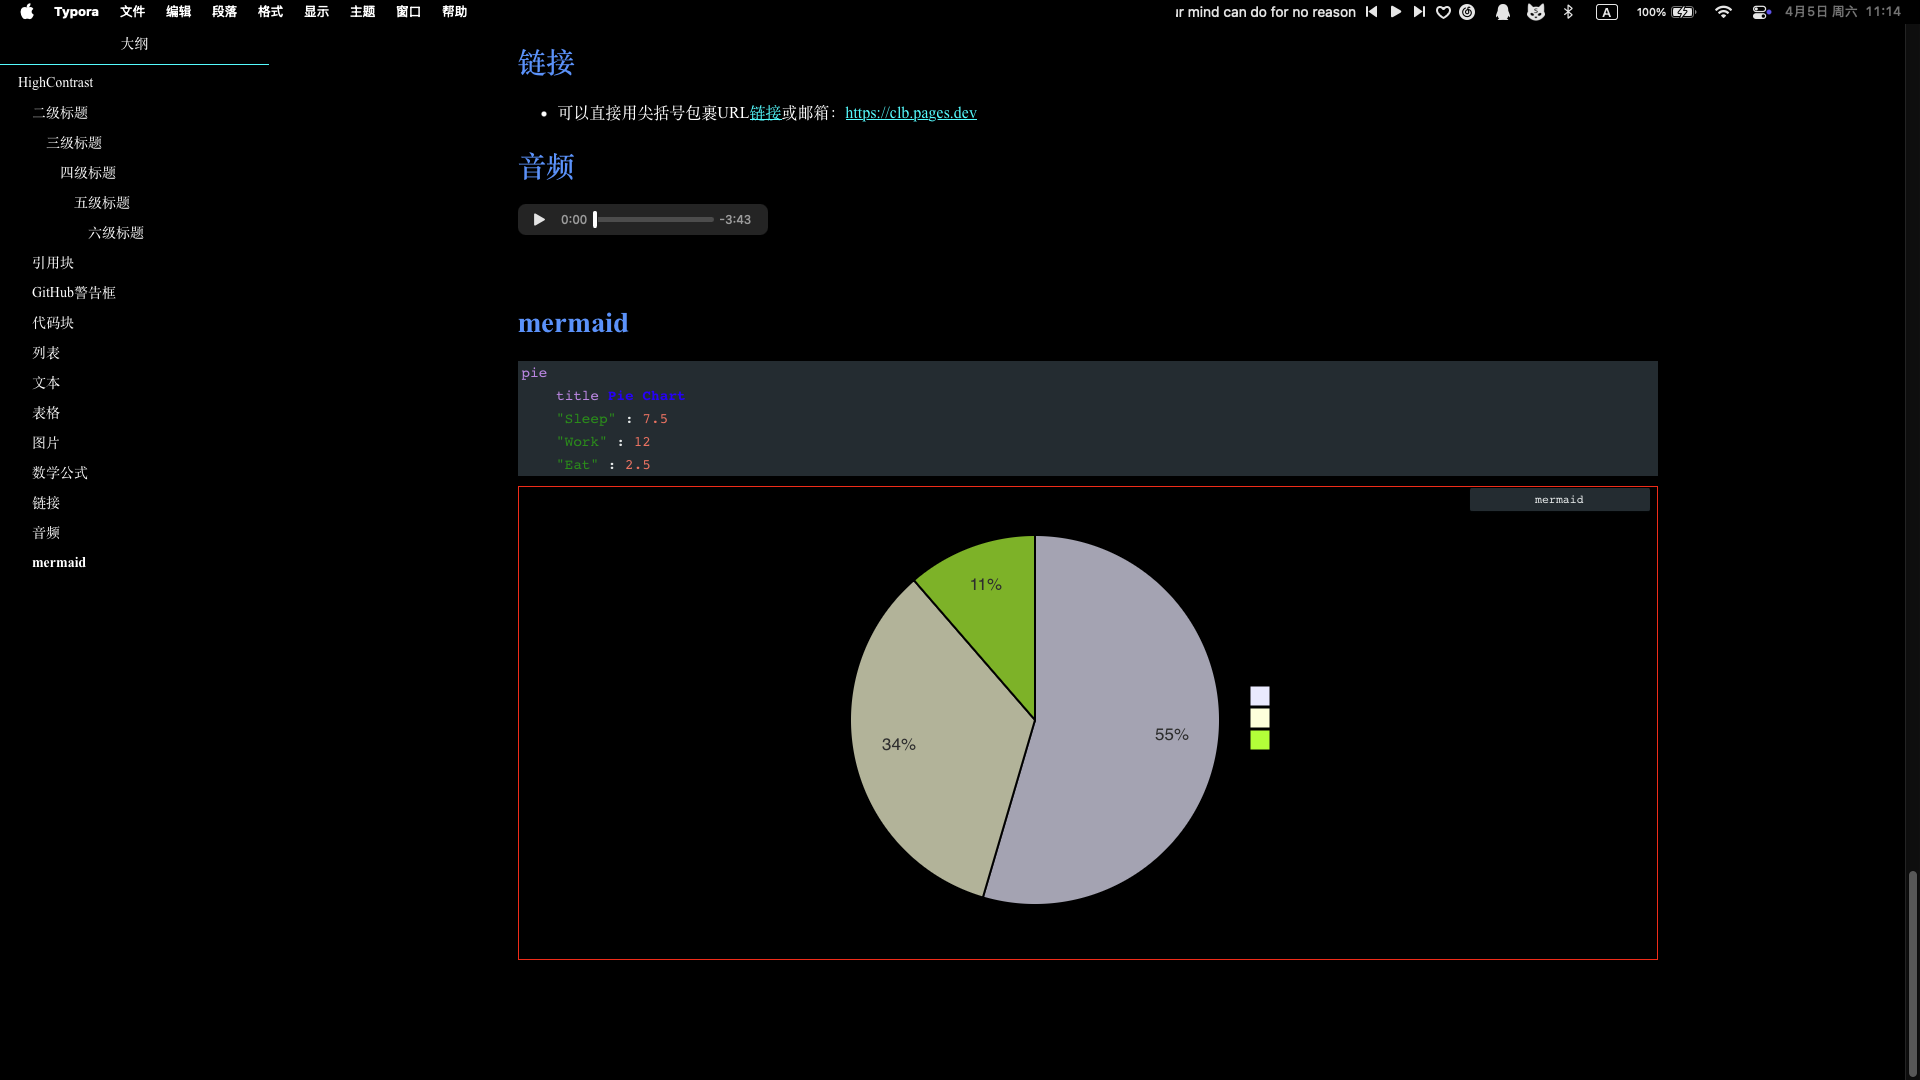 Typora 文件 编辑 段落 格式 显示 主题 窗口 帮助
ur mind can do for no reason A 100% 4月5日 周六 11:14
大纲
HighContrast
二级标题
三级标题
四级标题
五级标题
六级标题
引用块
GitHub警告框
代码块
列表
文本
表格
图片
数学公式
链接
音频
mermaid
链接
可以直接用尖括号包裹URL链接或邮箱：https://clb.pages.dev
音频
0:00 -3:43
mermaid
pie
title Pie Chart
"Sleep" : 7.5
"Work" : 12
"Eat" : 2.5
mermaid
11%
34%
55%